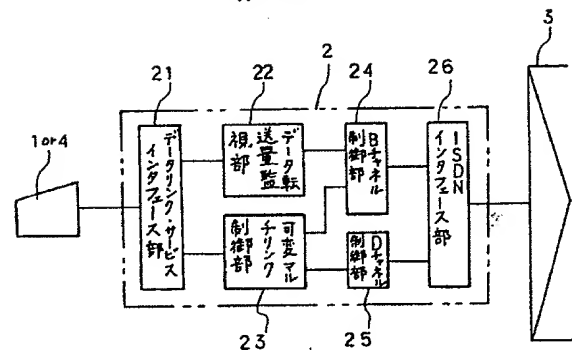 3
2
21
22
24
26
1or4
データリンク・サービス
インタフェース部
データ転
送量監
視部
Bチャネル
制御部
ISDN
インタフェース部
可変マル
チリンク
制御部
Dチャネル
制御部
23
25